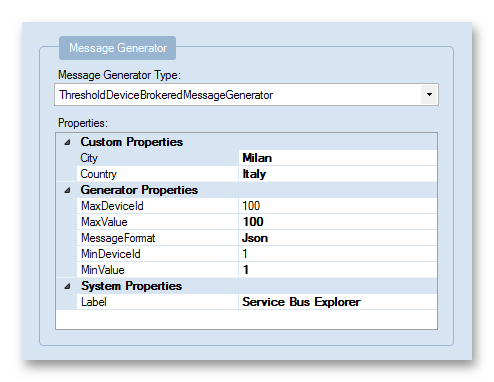 Message Generator
Message Generator Type:
ThresholdDeviceBrokeredMessageGenerator
Properties:
Custom Properties
City Milan
Country Italy
Generator Properties
MaxDeviceId 100
MaxValue 100
MessageFormat Json
MinDeviceId 1
MinValue 1
System Properties
Label Service Bus Explorer